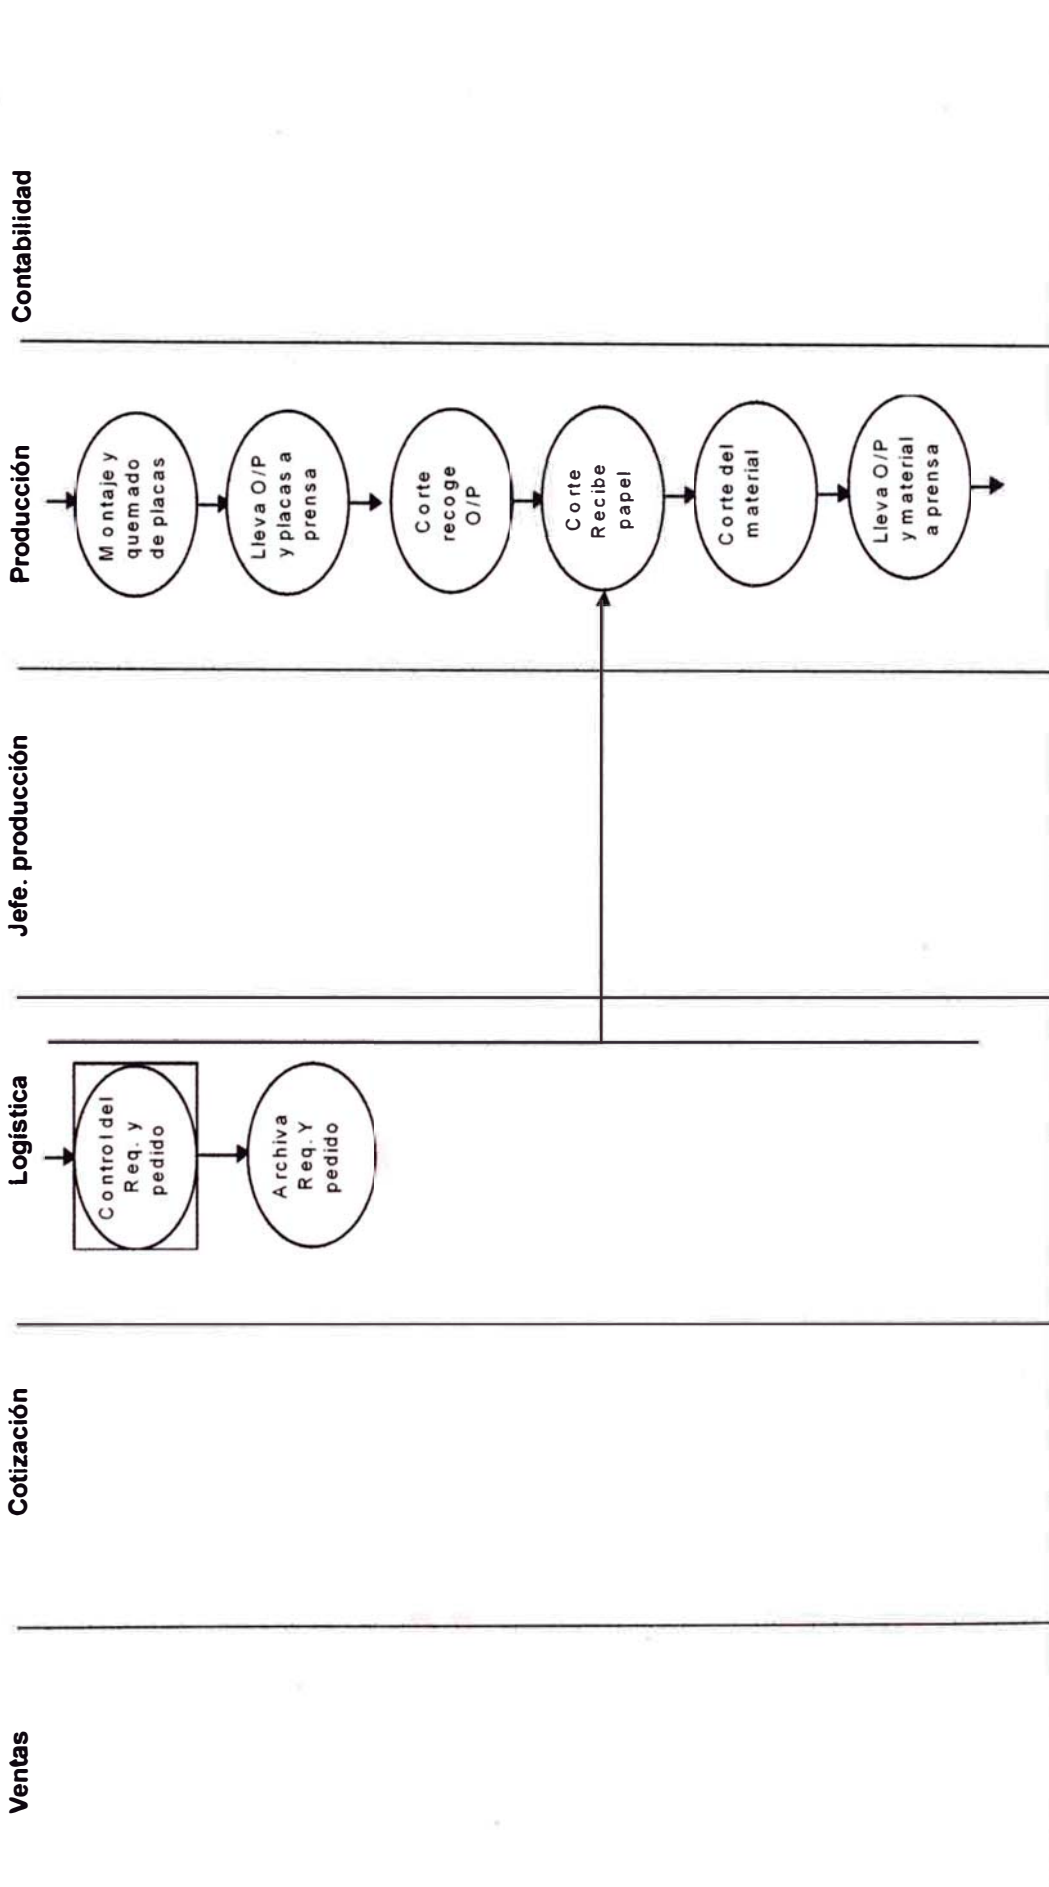 Ventas
Cotización
Logística
Jefe. producción
Producción
Contabilidad
Control del
Req. y
pedido
Archiva
Req. Y
pedido
Montaje y
quemado
de placas
Lleva O/P
y placas a
prensa
Corte
recoge
O/P
Corte
Recibe
papel
Corte del
material
Lleva O/P
y material
a prensa